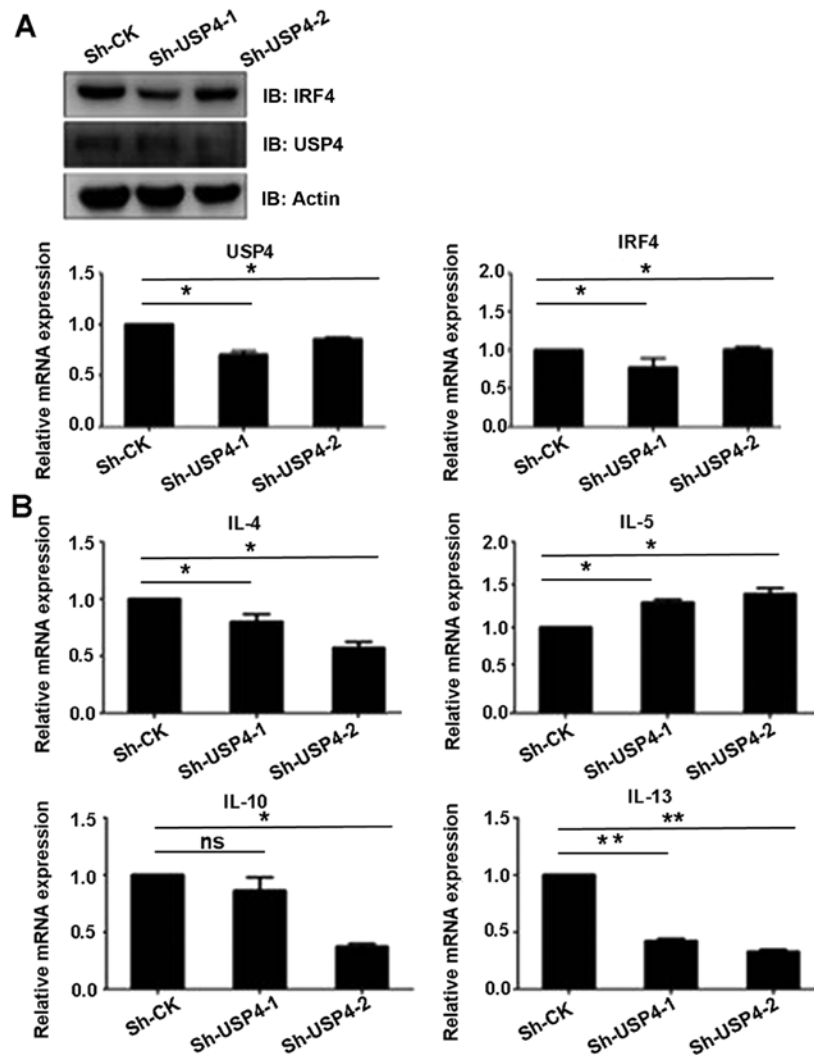 A
Sh-CK Sh-USP4-1 Sh-USP4-2
IB: IRF4
IB: USP4
IB: Actin
USP4
Relative mRNA expression
1.5
1.0
0.5
0.0
*
*
Sh-CK Sh-USP4-1 Sh-USP4-2
IRF4
Relative mRNA expression
2.0
1.5
1.0
0.5
0.0
*
*
Sh-CK Sh-USP4-1 Sh-USP4-2
B
IL-4
Relative mRNA expression
1.5
1.0
0.5
0.0
*
*
Sh-CK Sh-USP4-1 Sh-USP4-2
IL-5
Relative mRNA expression
2.0
1.5
1.0
0.5
0.0
*
*
Sh-CK Sh-USP4-1 Sh-USP4-2
IL-10
Relative mRNA expression
1.5
1.0
0.5
0.0
*
ns
Sh-CK Sh-USP4-1 Sh-USP4-2
IL-13
Relative mRNA expression
1.5
1.0
0.5
0.0
**
**
Sh-CK Sh-USP4-1 Sh-USP4-2